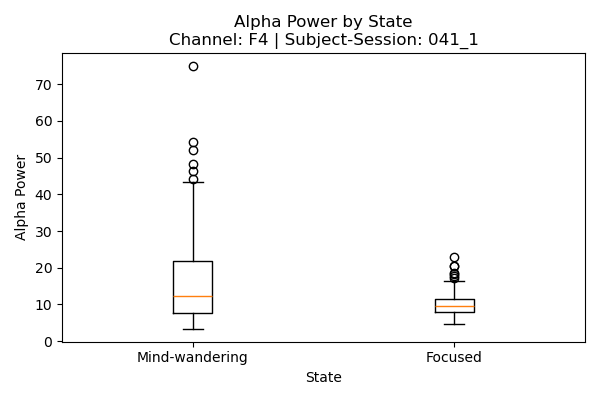 Alpha Power by State
Channel: F4 | Subject-Session: 041_1
Alpha Power
70
60
50
40
30
20
10
0
Mind-wandering
Focused
State